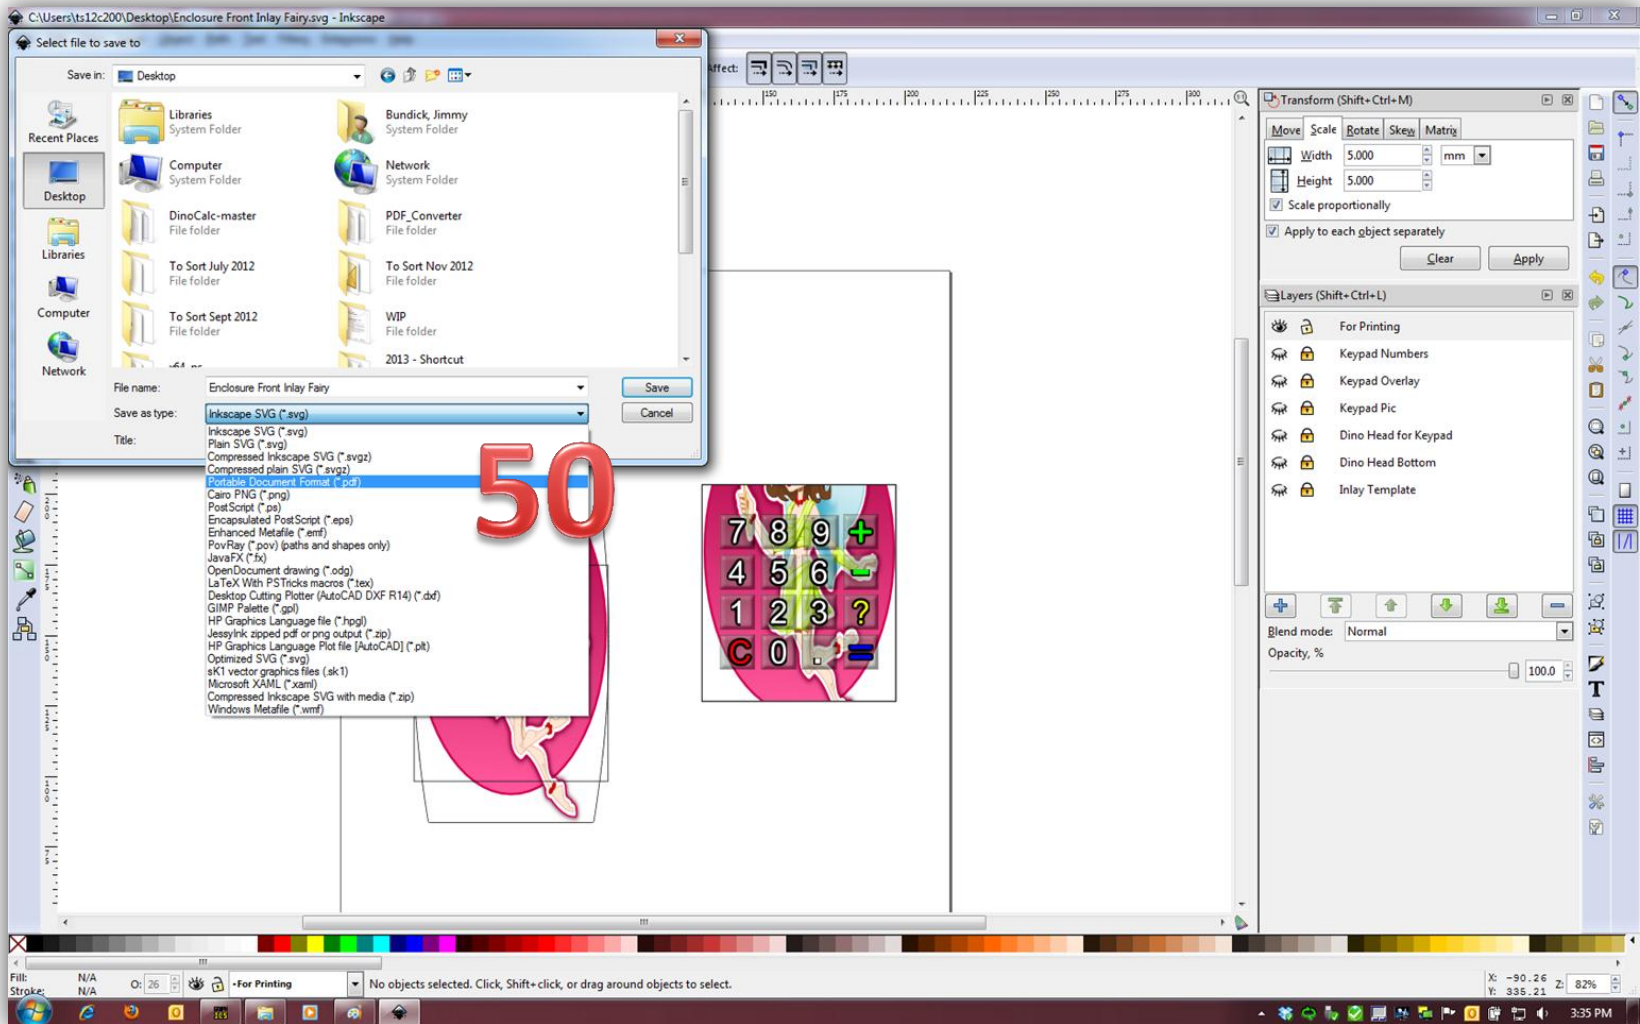 C:\Users\ts12c200\Desktop\Enclosure Front Inlay Fairy.svg - Inkscape
Select file to save to
Save in:
Desktop
Affect:
Recent Places
Desktop
Libraries
Computer
Network
Libraries
System Folder
Bundick, Jimmy
System Folder
Computer
System Folder
Network
System Folder
DinoCalc-master
File folder
PDF_Converter
File folder
To Sort July 2012
File folder
To Sort Nov 2012
File folder
To Sort Sept 2012
File folder
WIP
File folder
2013 - Shortcut
File name:
Enclosure Front Inlay Fairy
Save
Save as type:
Inkscape SVG (*.svg)
Cancel
Title:
Inkscape SVG (*.svg)
Plain SVG (*.svg)
Compressed Inkscape SVG (*.svgz)
Compressed plain SVG (*.svgz)
Portable Document Format (*.pdf)
Cairo PNG (*.png)
PostScript (*.ps)
Encapsulated PostScript (*.eps)
Enhanced Metafile (*.emf)
PovRay (*.pov) (paths and shapes only)
JavaFX (*.fx)
OpenDocument drawing (*.odg)
LaTeX With PSTricks macros (*.tex)
Desktop Cutting Plotter (AutoCAD DXF R14) (*.dxf)
GIMP Palette (*.gpl)
HP Graphics Language file (*.hpgl)
JessyInk zipped pdf or png output (*.zip)
HP Graphics Language Plot file [AutoCAD] (*.plt)
Optimized SVG (*.svg)
sK1 vector graphics files (.sk1)
Microsoft XAML (*.xaml)
Compressed Inkscape SVG with media (*.zip)
Windows Metafile (*.wmf)
50
150 175 200 225 250 275 300
7 8 9 +
4 5 6 -
1 2 3 ?
C 0 . =
Transform (Shift+Ctrl+M)
Move Scale Rotate Skew Matrix
Width 5.000 mm
Height 5.000
Scale proportionally
Apply to each object separately
Clear Apply
Layers (Shift+Ctrl+L)
For Printing
Keypad Numbers
Keypad Overlay
Keypad Pic
Dino Head for Keypad
Dino Head Bottom
Inlay Template
Blend mode: Normal
Opacity, %
100.0
Fill: N/A
Stroke: N/A
O: 26
-For Printing
No objects selected. Click, Shift+click, or drag around objects to select.
X: -90.26
Y: 335.21
Z: 82%
3:35 PM